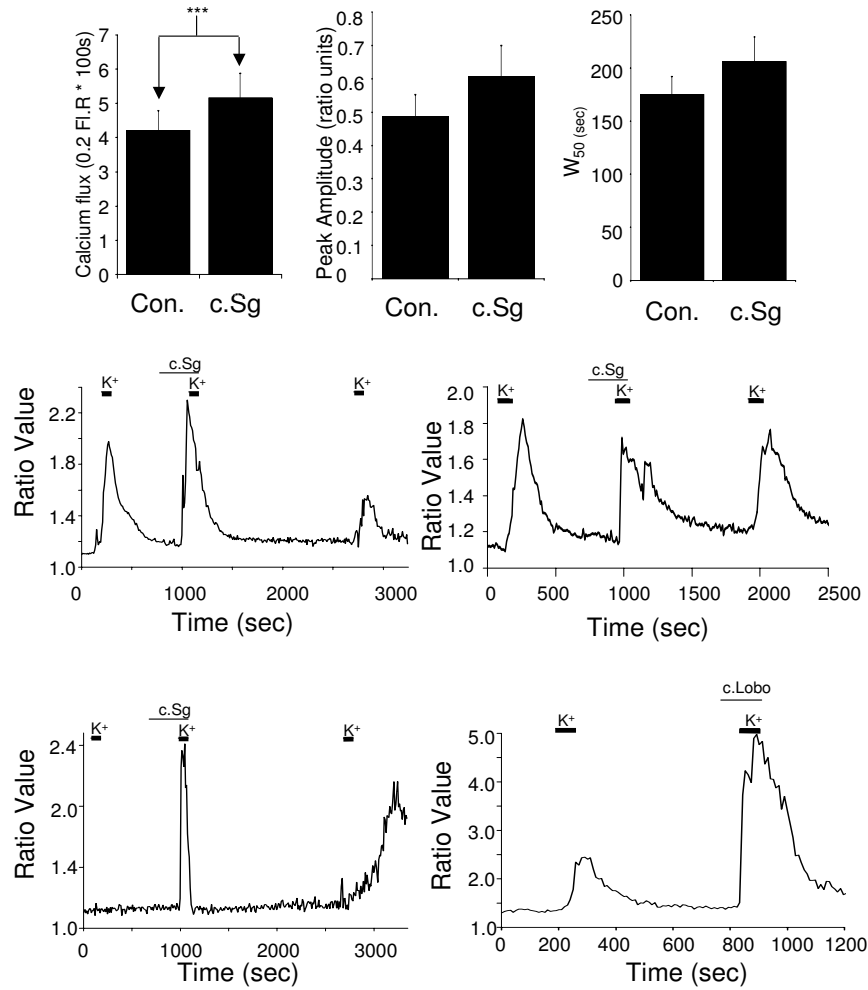 ***
Calcium flux (0.2 Fl.R * 100s)
7
6
5
4
3
2
1
0
Con. c.Sg
Peak Amplitude (ratio units)
0.8
0.7
0.6
0.5
0.4
0.3
0.2
0.1
0
Con. c.Sg
W50 (sec)
250
200
150
100
50
0
Con. c.Sg
c.Sg
K+ K+ K+
Ratio Value
2.2
1.8
1.4
1.0
0 1000 2000 3000
Time (sec)
c.Sg
K+ K+ K+
Ratio Value
2.0
1.8
1.6
1.4
1.2
1.0
0 500 1000 1500 2000 2500
Time (sec)
c.Sg
K+ K+ K+
Ratio Value
2.4
2.0
1.4
1.0
0 1000 2000 3000
Time (sec)
c.Lobo
K+ K+
Ratio Value
5.0
4.0
3.0
2.0
1.0
0 200 400 600 800 1000 1200
Time (sec)